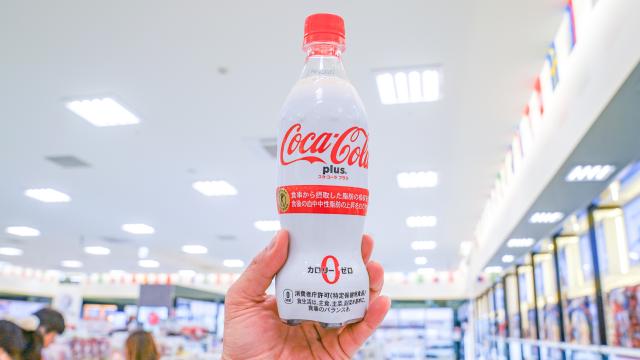 Coca-Cola
plus
コカ·コーラ プラス
食事から摂取した脂肪の
食後の血中中性脂肪の上昇を
0
カロリーゼロ
消費者庁許可(特定保健用食品)
食生活は、主食、主菜、副菜を基本に、
食事のバランスを